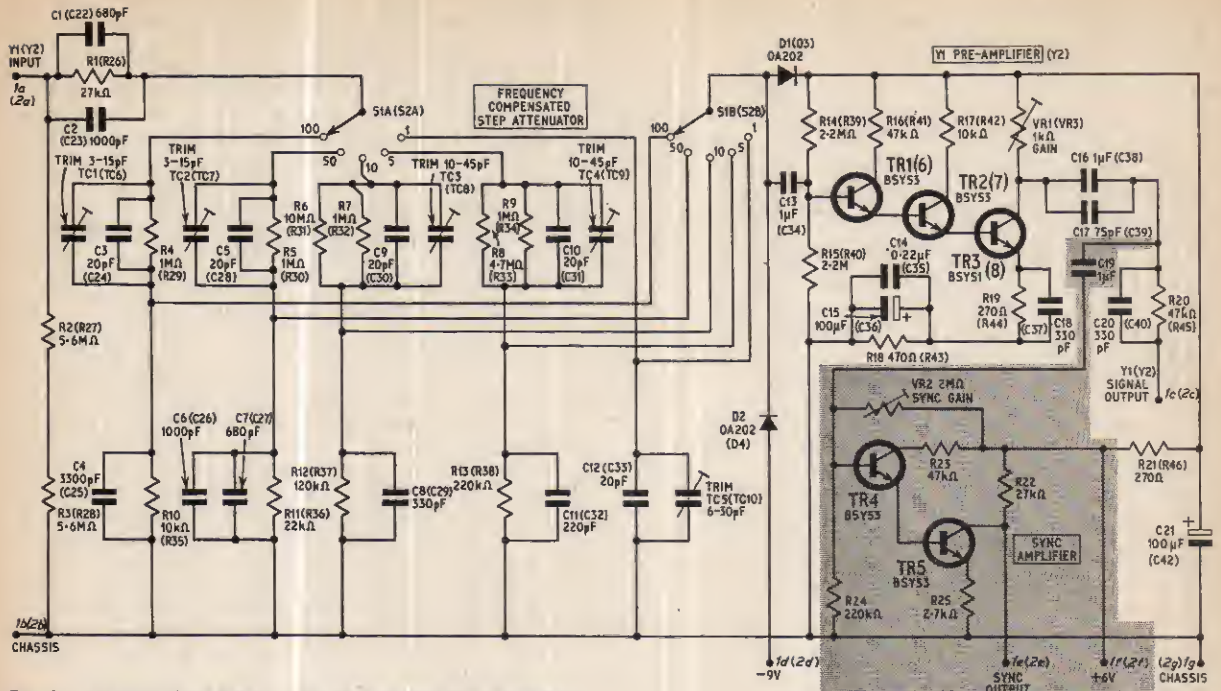 C1 (C22) 680pF
Y1(Y2)
INPUT
1a
(2a)
R1(R26)
27kΩ
C2
(C23) 1000pF
S1A(S2A)
FREQUENCY
COMPENSATED
STEP ATTENUATOR
S1B(S2B)
100
50
10
5
1
100
50
10
5
1
D1(D3)
OA202
Y1 PRE-AMPLIFIER (Y2)
TRIM 3-15pF
TC1(TC6)
TRIM
3-15pF
TC2(TC7)
TRIM 10-45pF
TC3
(TC8)
TRIM
10-45pF
TC4(TC9)
C3
20pF
(C24)
R4
1MΩ
(R29)
C5
20pF
(C28)
R5
1MΩ
(R30)
R6
10MΩ
(R31)
R7
1MΩ
(R32)
C9
20pF
(C30)
R9
1MΩ
(R34)
R8
4·7MΩ
(R33)
C10
20pF
(C31)
R14(R39)
2·2MΩ
R16(R41)
47kΩ
R17(R42)
10kΩ
VR1(VR3)
1kΩ
GAIN
TR1(6)
BSY53
TR2(7)
BSY53
TR3(8)
BSY51
C13
1µF
(C34)
C16 1µF (C38)
C17 75pF (C39)
C19
1µF
R15(R40)
2·2M
C14
0·22µF
(C35)
C15
100µF
(C36)
+
R18 470Ω (R43)
R19
270Ω
(R44)
(C37)
C18
330
pF
C20
330
pF
(C40)
R20
47kΩ
(R45)
Y1(Y2)
SIGNAL
OUTPUT
1c(2c)
R2(R27)
5·6MΩ
R3(R28)
5·6MΩ
C4
3300pF
(C25)
R10
10kΩ
(R35)
C6(C26)
1000pF
C7(C27)
680pF
R11(R36)
22kΩ
R12(R37)
120kΩ
C8(C29)
330pF
R13(R38)
220kΩ
C11(C32)
220pF
C12(C33)
20pF
TRIM
TC5(TC10)
6-30pF
D2
OA202
(D4)
VR2 2MΩ
SYNC GAIN
TR4
BSY53
R23
47kΩ
R22
27kΩ
R21(R46)
270Ω
TR5
BSY53
SYNC
AMPLIFIER
R24
220kΩ
R25
2·7kΩ
+
C21
100µF
(C42)
1b(2b)
CHASSIS
1d(2d)
-9V
1e(2e)
SYNC
OUTPUT
1f(2f)
+6V
(2g)1g
CHASSIS